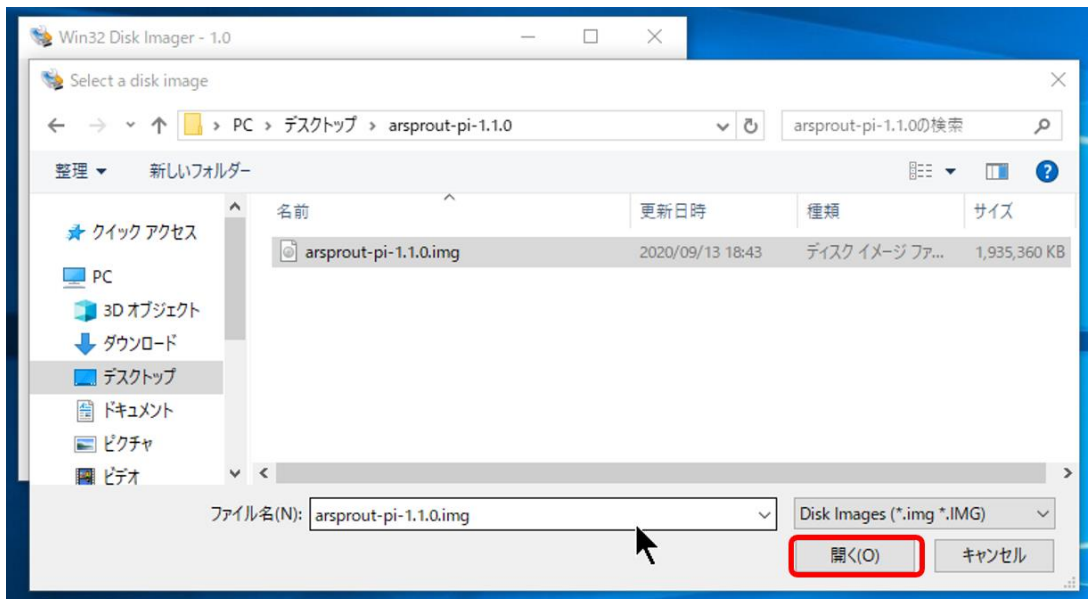 Win32 Disk Imager - 1.0
Select a disk image
PC > デスクトップ > arsprout-pi-1.1.0
arsprout-pi-1.1.0の検索
整理 新しいフォルダー
名前 更新日時 種類 サイズ
クイック アクセス
arsprout-pi-1.1.0.img 2020/09/13 18:43 ディスク イメージ ファ... 1,935,360 KB
PC
3D オブジェクト
ダウンロード
デスクトップ
ドキュメント
ピクチャ
ビデオ
ファイル名(N): arsprout-pi-1.1.0.img Disk Images (*.img *.IMG)
開く(O) キャンセル